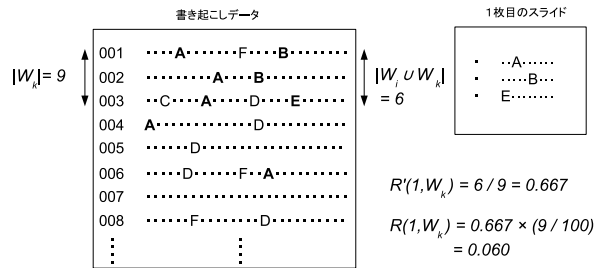 書き起こしデータ
1枚目のスライド
|W_k|= 9
001 ‥‥A‥‥‥‥F‥‥B‥‥‥‥
002 ‥‥‥‥‥A‥‥B‥‥‥‥‥‥
003 ‥C‥‥A‥‥‥D‥‥E‥‥‥
004 A‥‥‥‥‥‥‥D‥‥‥‥‥‥
005 ‥‥‥D‥‥‥‥‥‥‥‥‥‥
006 ‥‥‥D‥‥‥F‥A‥‥‥‥‥
007 ‥‥‥‥‥‥‥‥‥‥‥‥‥‥
008 ‥‥‥F‥‥‥‥D‥‥‥‥‥‥
|W_i ∪ W_k|
= 6
・ ‥A‥‥‥
・ ‥‥‥B‥
・ E‥‥‥‥
R'(1,W_k) = 6 / 9 = 0.667
R(1,W_k) = 0.667 × (9 / 100)
= 0.060